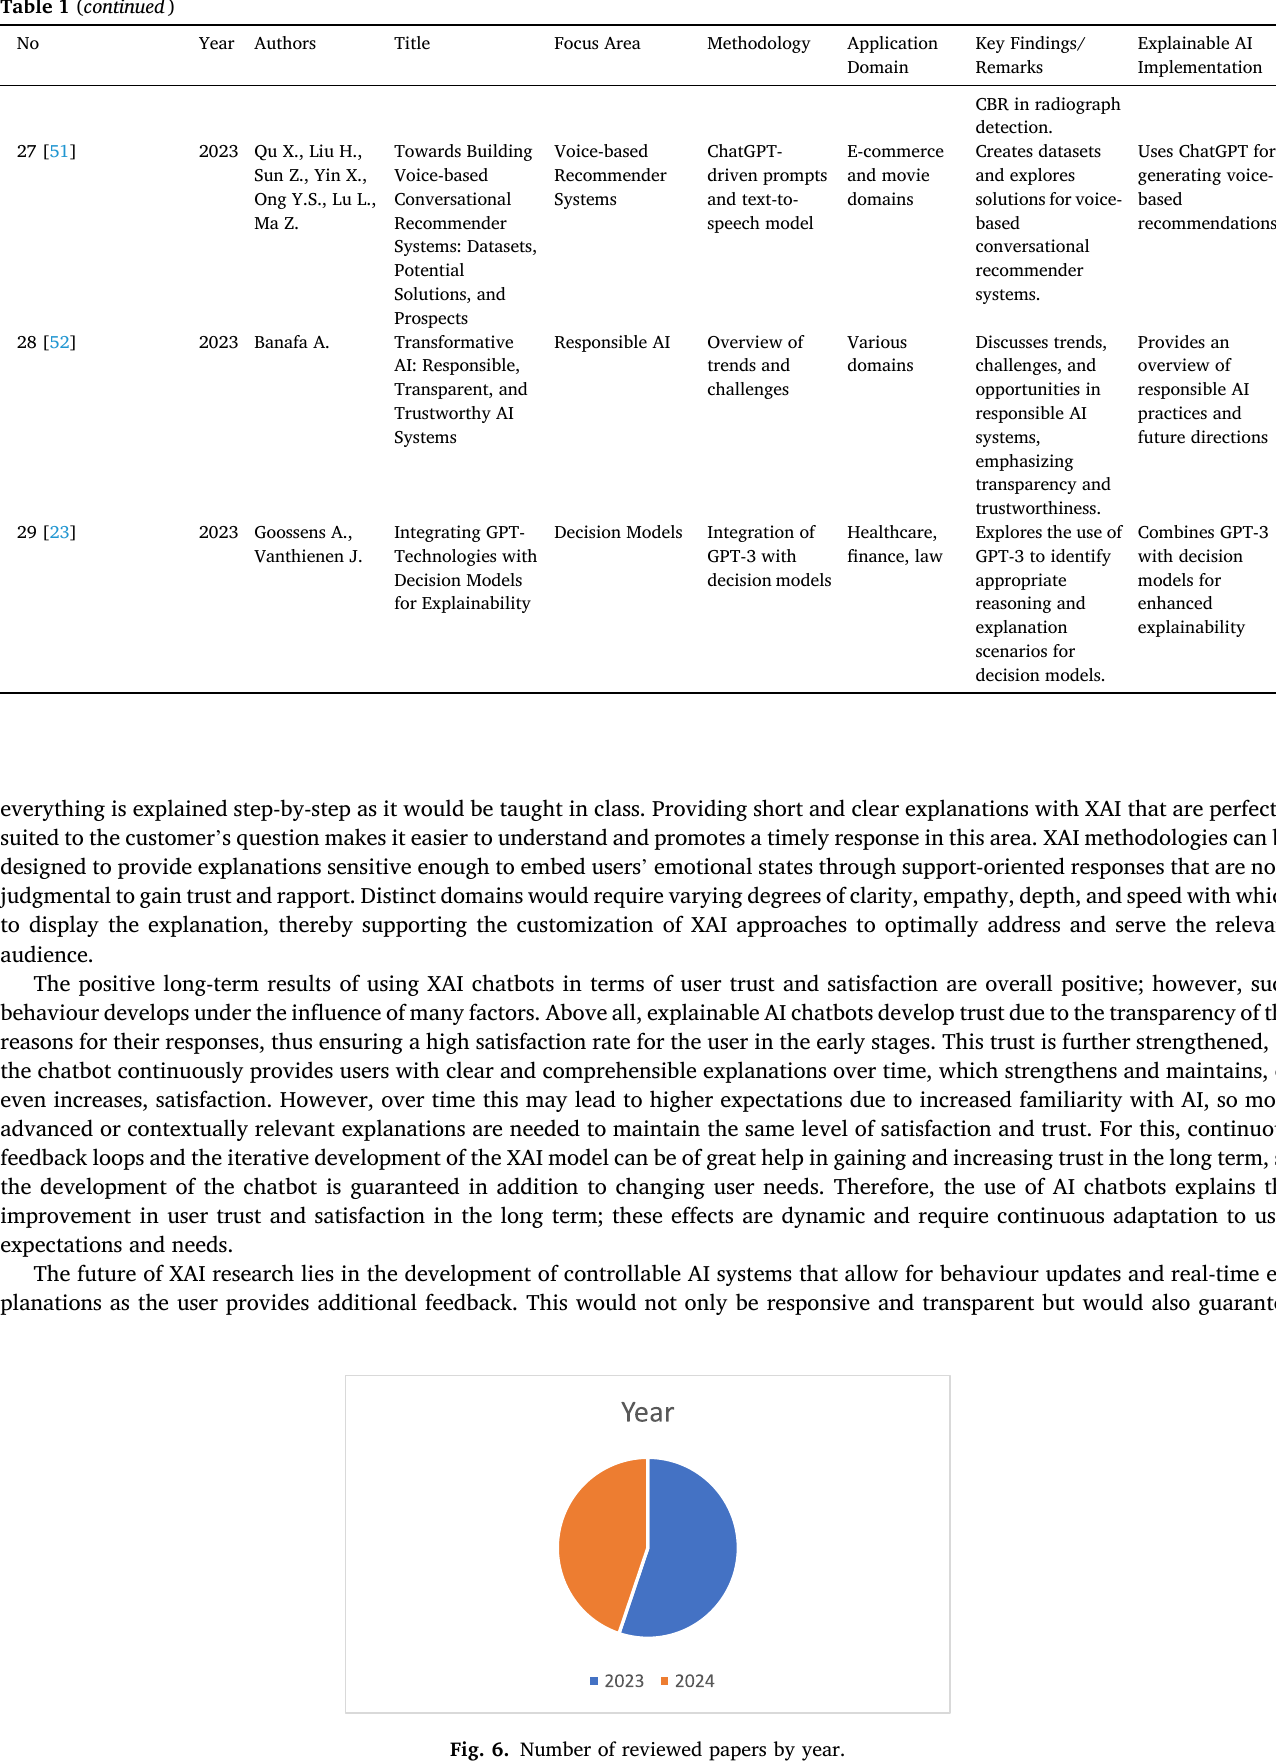 Table 1 (continued)
No Year Authors Title Focus Area Methodology Application Domain Key Findings/ Remarks Explainable AI Implementation
CBR in radiograph
detection.
27 [51] 2023 Qu X., Liu H., Towards Building Voice-based ChatGPT- E-commerce Creates datasets Uses ChatGPT for
Sun Z., Yin X., Voice-based Recommender driven prompts and movie and explores generating voice-
Ong Y.S., Lu L., Conversational Systems and text-to- domains solutions for voice- based
Ma Z. Recommender speech model based recommendations
Systems: Datasets, conversational
Potential recommender
Solutions, and systems.
Prospects
28 [52] 2023 Banafa A. Transformative Responsible AI Overview of Various Discusses trends, Provides an
AI: Responsible, trends and domains challenges, and overview of
Transparent, and challenges opportunities in responsible AI
Trustworthy AI responsible AI practices and
Systems systems, future directions
emphasizing
transparency and
trustworthiness.
29 [23] 2023 Goossens A., Integrating GPT- Decision Models Integration of Healthcare, Explores the use of Combines GPT-3
Vanthienen J. Technologies with GPT-3 with finance, law GPT-3 to identify with decision
Decision Models decision models appropriate models for
for Explainability reasoning and enhanced
explanation explainability
scenarios for
decision models.
everything is explained step-by-step as it would be taught in class. Providing short and clear explanations with XAI that are perfect
suited to the customer's question makes it easier to understand and promotes a timely response in this area. XAI methodologies can b
designed to provide explanations sensitive enough to embed users' emotional states through support-oriented responses that are no
judgmental to gain trust and rapport. Distinct domains would require varying degrees of clarity, empathy, depth, and speed with whic
to display the explanation, thereby supporting the customization of XAI approaches to optimally address and serve the releva
audience.
The positive long-term results of using XAI chatbots in terms of user trust and satisfaction are overall positive; however, suc
behaviour develops under the influence of many factors. Above all, explainable AI chatbots develop trust due to the transparency of th
reasons for their responses, thus ensuring a high satisfaction rate for the user in the early stages. This trust is further strengthened,
the chatbot continuously provides users with clear and comprehensible explanations over time, which strengthens and maintains,
even increases, satisfaction. However, over time this may lead to higher expectations due to increased familiarity with AI, so mo
advanced or contextually relevant explanations are needed to maintain the same level of satisfaction and trust. For this, continuou
feedback loops and the iterative development of the XAI model can be of great help in gaining and increasing trust in the long term, s
the development of the chatbot is guaranteed in addition to changing user needs. Therefore, the use of AI chatbots explains th
improvement in user trust and satisfaction in the long term; these effects are dynamic and require continuous adaptation to us
expectations and needs.
The future of XAI research lies in the development of controllable AI systems that allow for behaviour updates and real-time e
planations as the user provides additional feedback. This would not only be responsive and transparent but would also guarant
Year
2023 2024
Fig. 6. Number of reviewed papers by year.